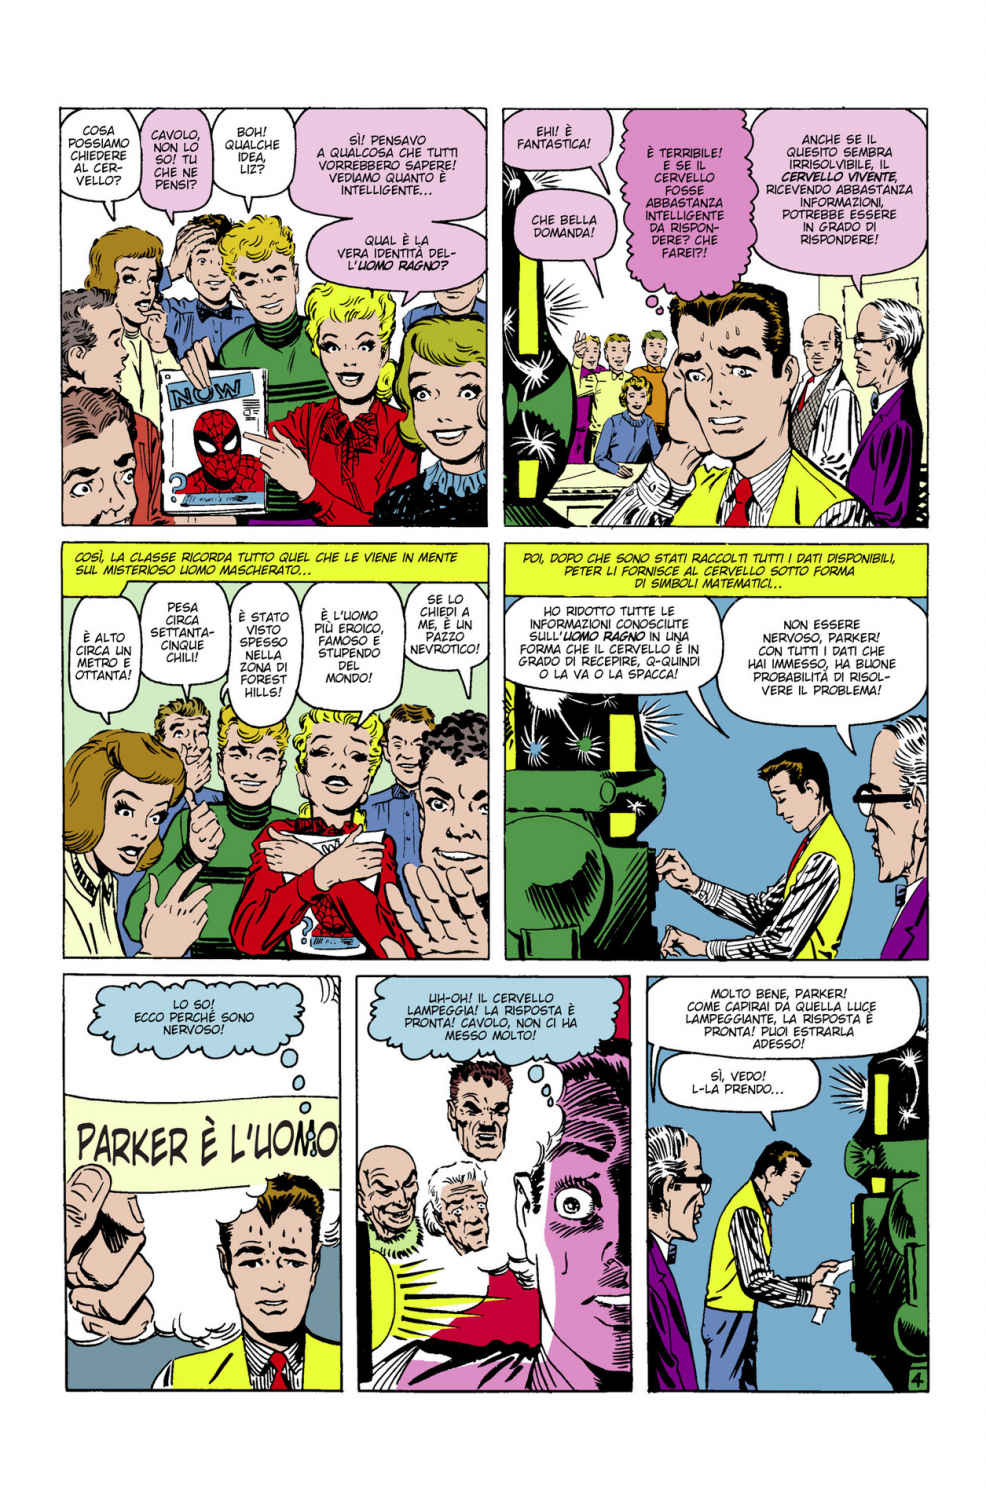 COSA
POSSIAMO
CHIEDERE
AL CER-
VELLO?
CAVOLO,
NON LO
SO! TU
CHE NE
PENSI?
BOH!
QUALCHE
IDEA,
LIZ?
SÌ! PENSAVO
A QUALCOSA CHE TUTTI
VORREBBERO SAPERE!
VEDIAMO QUANTO È
INTELLIGENTE...
QUAL È LA
VERA IDENTITÀ DEL-
L'UOMO RAGNO?
NOW
?
EHI! È
FANTASTICA!
CHE BELLA
DOMANDA!
È TERRIBILE!
E SE IL
CERVELLO
FOSSE
ABBASTANZA
INTELLIGENTE
DA RISPON-
DERE? CHE
FAREI?!
ANCHE SE IL
QUESITO SEMBRA
IRRISOLVIBILE, IL
CERVELLO VIVENTE,
RICEVENDO ABBASTANZA
INFORMAZIONI,
POTREBBE ESSERE
IN GRADO DI
RISPONDERE!
COSÌ, LA CLASSE RICORDA TUTTO QUEL CHE LE VIENE IN MENTE
SUL MISTERIOSO UOMO MASCHERATO...
È ALTO
CIRCA UN
METRO E
OTTANTA!
PESA
CIRCA
SETTANTA-
CINQUE
CHILI!
È STATO
VISTO
SPESSO
NELLA
ZONA DI
FOREST
HILLS!
È L'UOMO
PIÙ EROICO,
FAMOSO E
STUPENDO
DEL
MONDO!
SE LO
CHIEDI A
ME, È UN
PAZZO
NEVROTICO!
?
POI, DOPO CHE SONO STATI RACCOLTI TUTTI I DATI DISPONIBILI,
PETER LI FORNISCE AL CERVELLO SOTTO FORMA
DI SIMBOLI MATEMATICI...
HO RIDOTTO TUTTE LE
INFORMAZIONI CONOSCIUTE
SULL'UOMO RAGNO IN UNA
FORMA CHE IL CERVELLO È IN
GRADO DI RECEPIRE, Q-QUINDI
O LA VA O LA SPACCA!
NON ESSERE
NERVOSO, PARKER!
CON TUTTI I DATI CHE
HAI IMMESSO, HA BUONE
PROBABILITÀ DI RISOL-
VERE IL PROBLEMA!
LO SO!
ECCO PERCHÉ SONO
NERVOSO!
PARKER È L'UOMO
UH-OH! IL CERVELLO
LAMPEGGIA! LA RISPOSTA È
PRONTA! CAVOLO, NON CI HA
MESSO MOLTO!
MOLTO BENE, PARKER!
COME CAPIRAI DA QUELLA LUCE
LAMPEGGIANTE, LA RISPOSTA È
PRONTA! PUOI ESTRARLA
ADESSO!
SÌ, VEDO!
L-LA PRENDO...
4